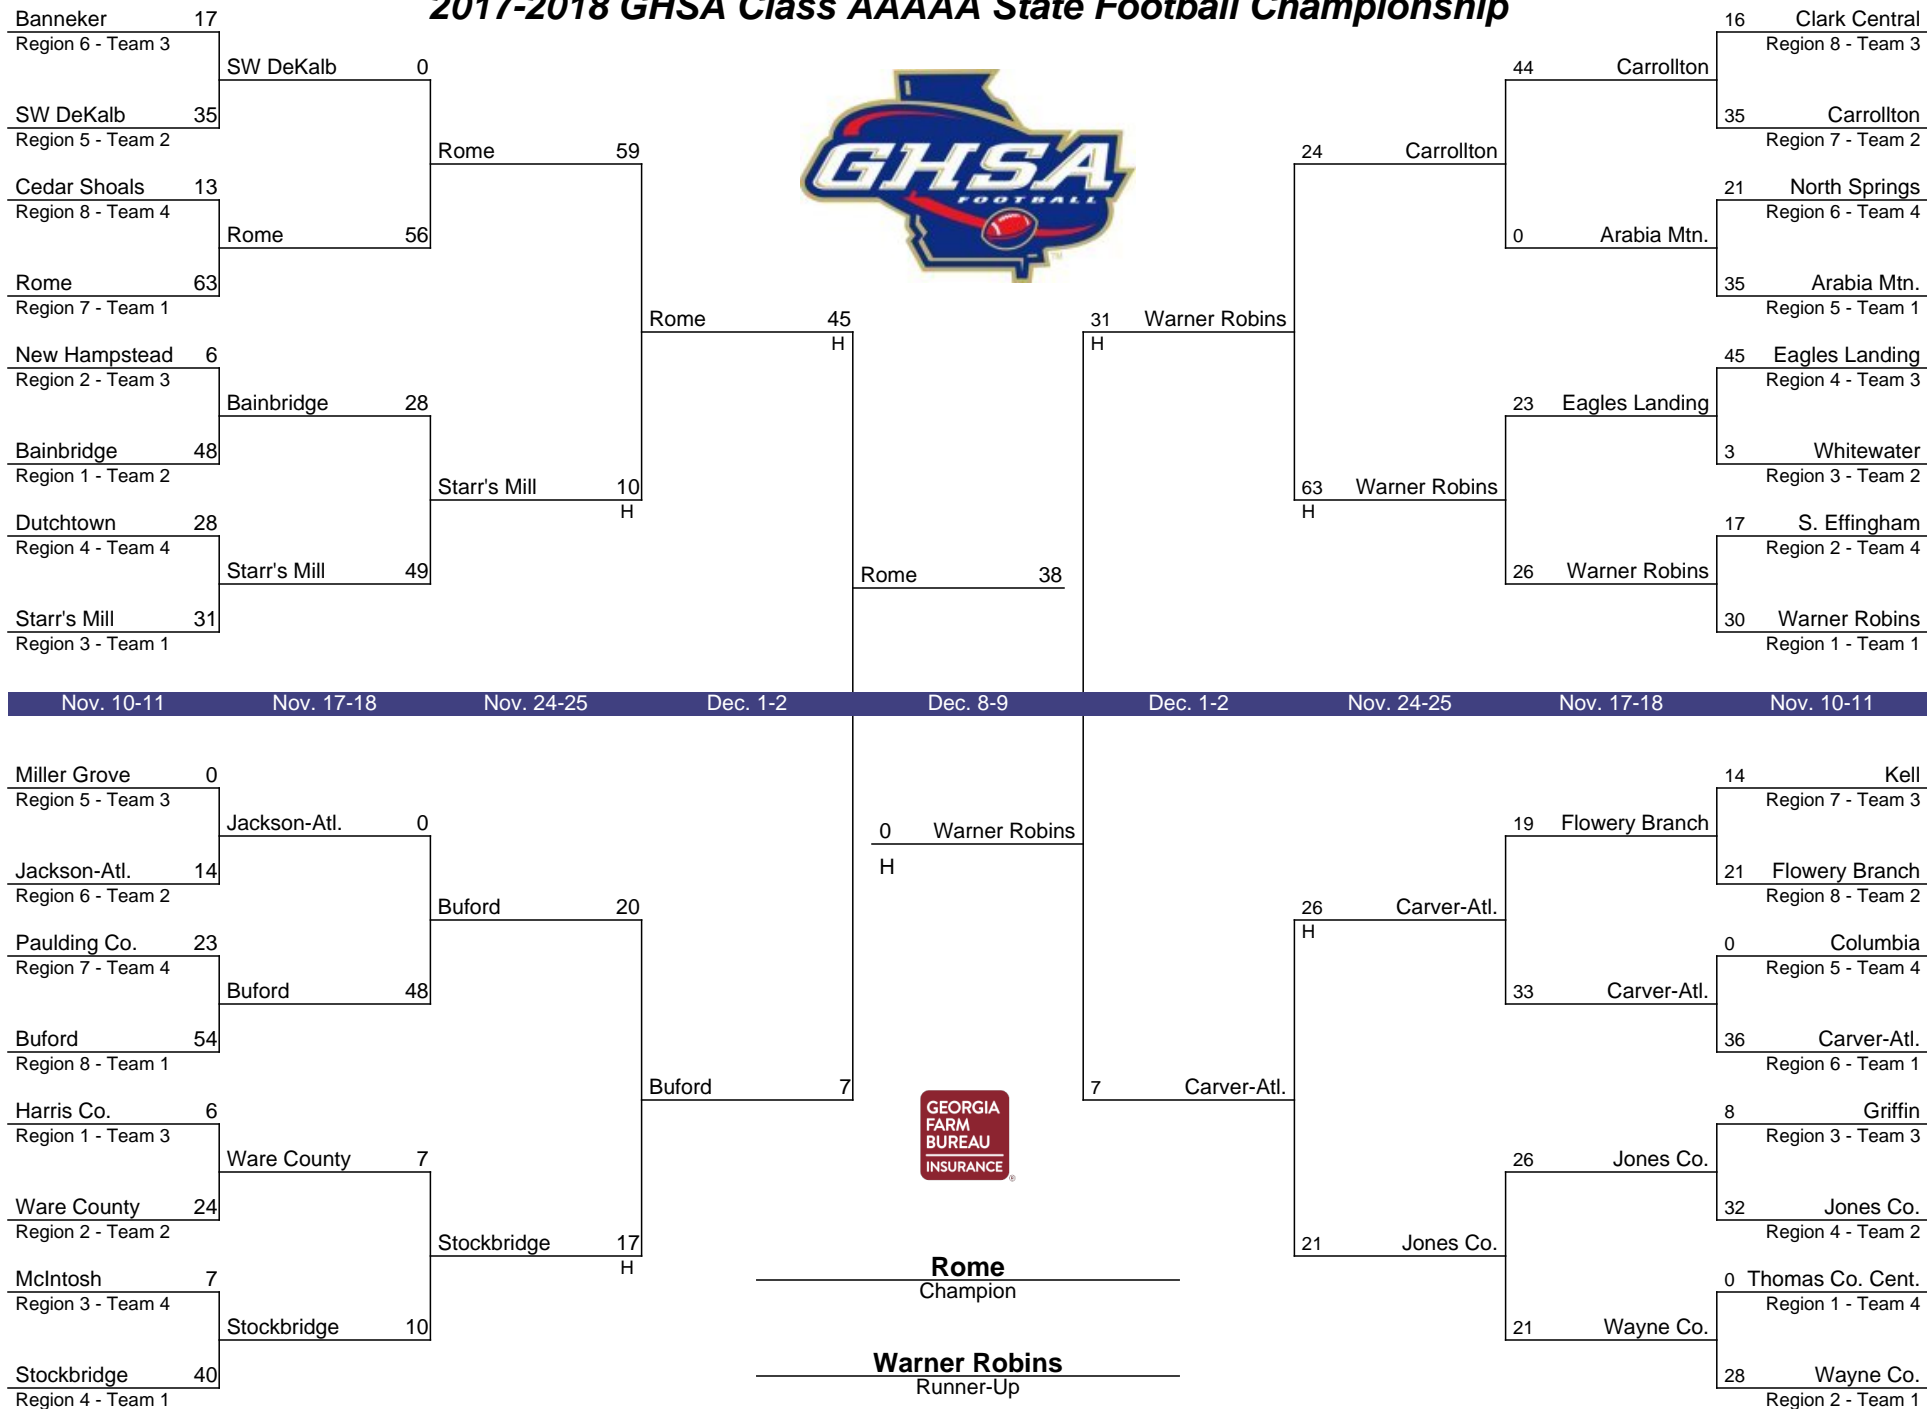 2017-2018 GHSA Class AAAAA State Football Championship
Banneker 17
Region 6 - Team 3
SW DeKalb 35
Region 5 - Team 2
Cedar Shoals 13
Region 8 - Team 4
Rome 63
Region 7 - Team 1
New Hampstead 6
Region 2 - Team 3
Bainbridge 48
Region 1 - Team 2
Dutchtown 28
Region 4 - Team 4
Starr's Mill 31
Region 3 - Team 1
SW DeKalb 0
Rome 56
Bainbridge 28
Starr's Mill 49
Rome 59
Starr's Mill 10
H
Rome 45
H
Rome 38
GHSA
FOOTBALL
TM
31 Warner Robins
H
24 Carrollton
63 Warner Robins
H
44 Carrollton
0 Arabia Mtn.
23 Eagles Landing
26 Warner Robins
16 Clark Central
Region 8 - Team 3
35 Carrollton
Region 7 - Team 2
21 North Springs
Region 6 - Team 4
35 Arabia Mtn.
Region 5 - Team 1
45 Eagles Landing
Region 4 - Team 3
3 Whitewater
Region 3 - Team 2
17 S. Effingham
Region 2 - Team 4
30 Warner Robins
Region 1 - Team 1
Nov. 10-11 Nov. 17-18 Nov. 24-25 Dec. 1-2 Dec. 8-9 Dec. 1-2 Nov. 24-25 Nov. 17-18 Nov. 10-11
Miller Grove 0
Region 5 - Team 3
Jackson-Atl. 14
Region 6 - Team 2
Paulding Co. 23
Region 7 - Team 4
Buford 54
Region 8 - Team 1
Harris Co. 6
Region 1 - Team 3
Ware County 24
Region 2 - Team 2
McIntosh 7
Region 3 - Team 4
Stockbridge 40
Region 4 - Team 1
Jackson-Atl. 0
Buford 48
Ware County 7
Stockbridge 10
Buford 20
Stockbridge 17
H
Buford 7
0 Warner Robins
H
GEORGIA
FARM
BUREAU
INSURANCE
®
Rome
Champion
Warner Robins
Runner-Up
7 Carver-Atl.
26 Carver-Atl.
H
21 Jones Co.
19 Flowery Branch
33 Carver-Atl.
26 Jones Co.
21 Wayne Co.
14 Kell
Region 7 - Team 3
21 Flowery Branch
Region 8 - Team 2
0 Columbia
Region 5 - Team 4
36 Carver-Atl.
Region 6 - Team 1
8 Griffin
Region 3 - Team 3
32 Jones Co.
Region 4 - Team 2
0 Thomas Co. Cent.
Region 1 - Team 4
28 Wayne Co.
Region 2 - Team 1